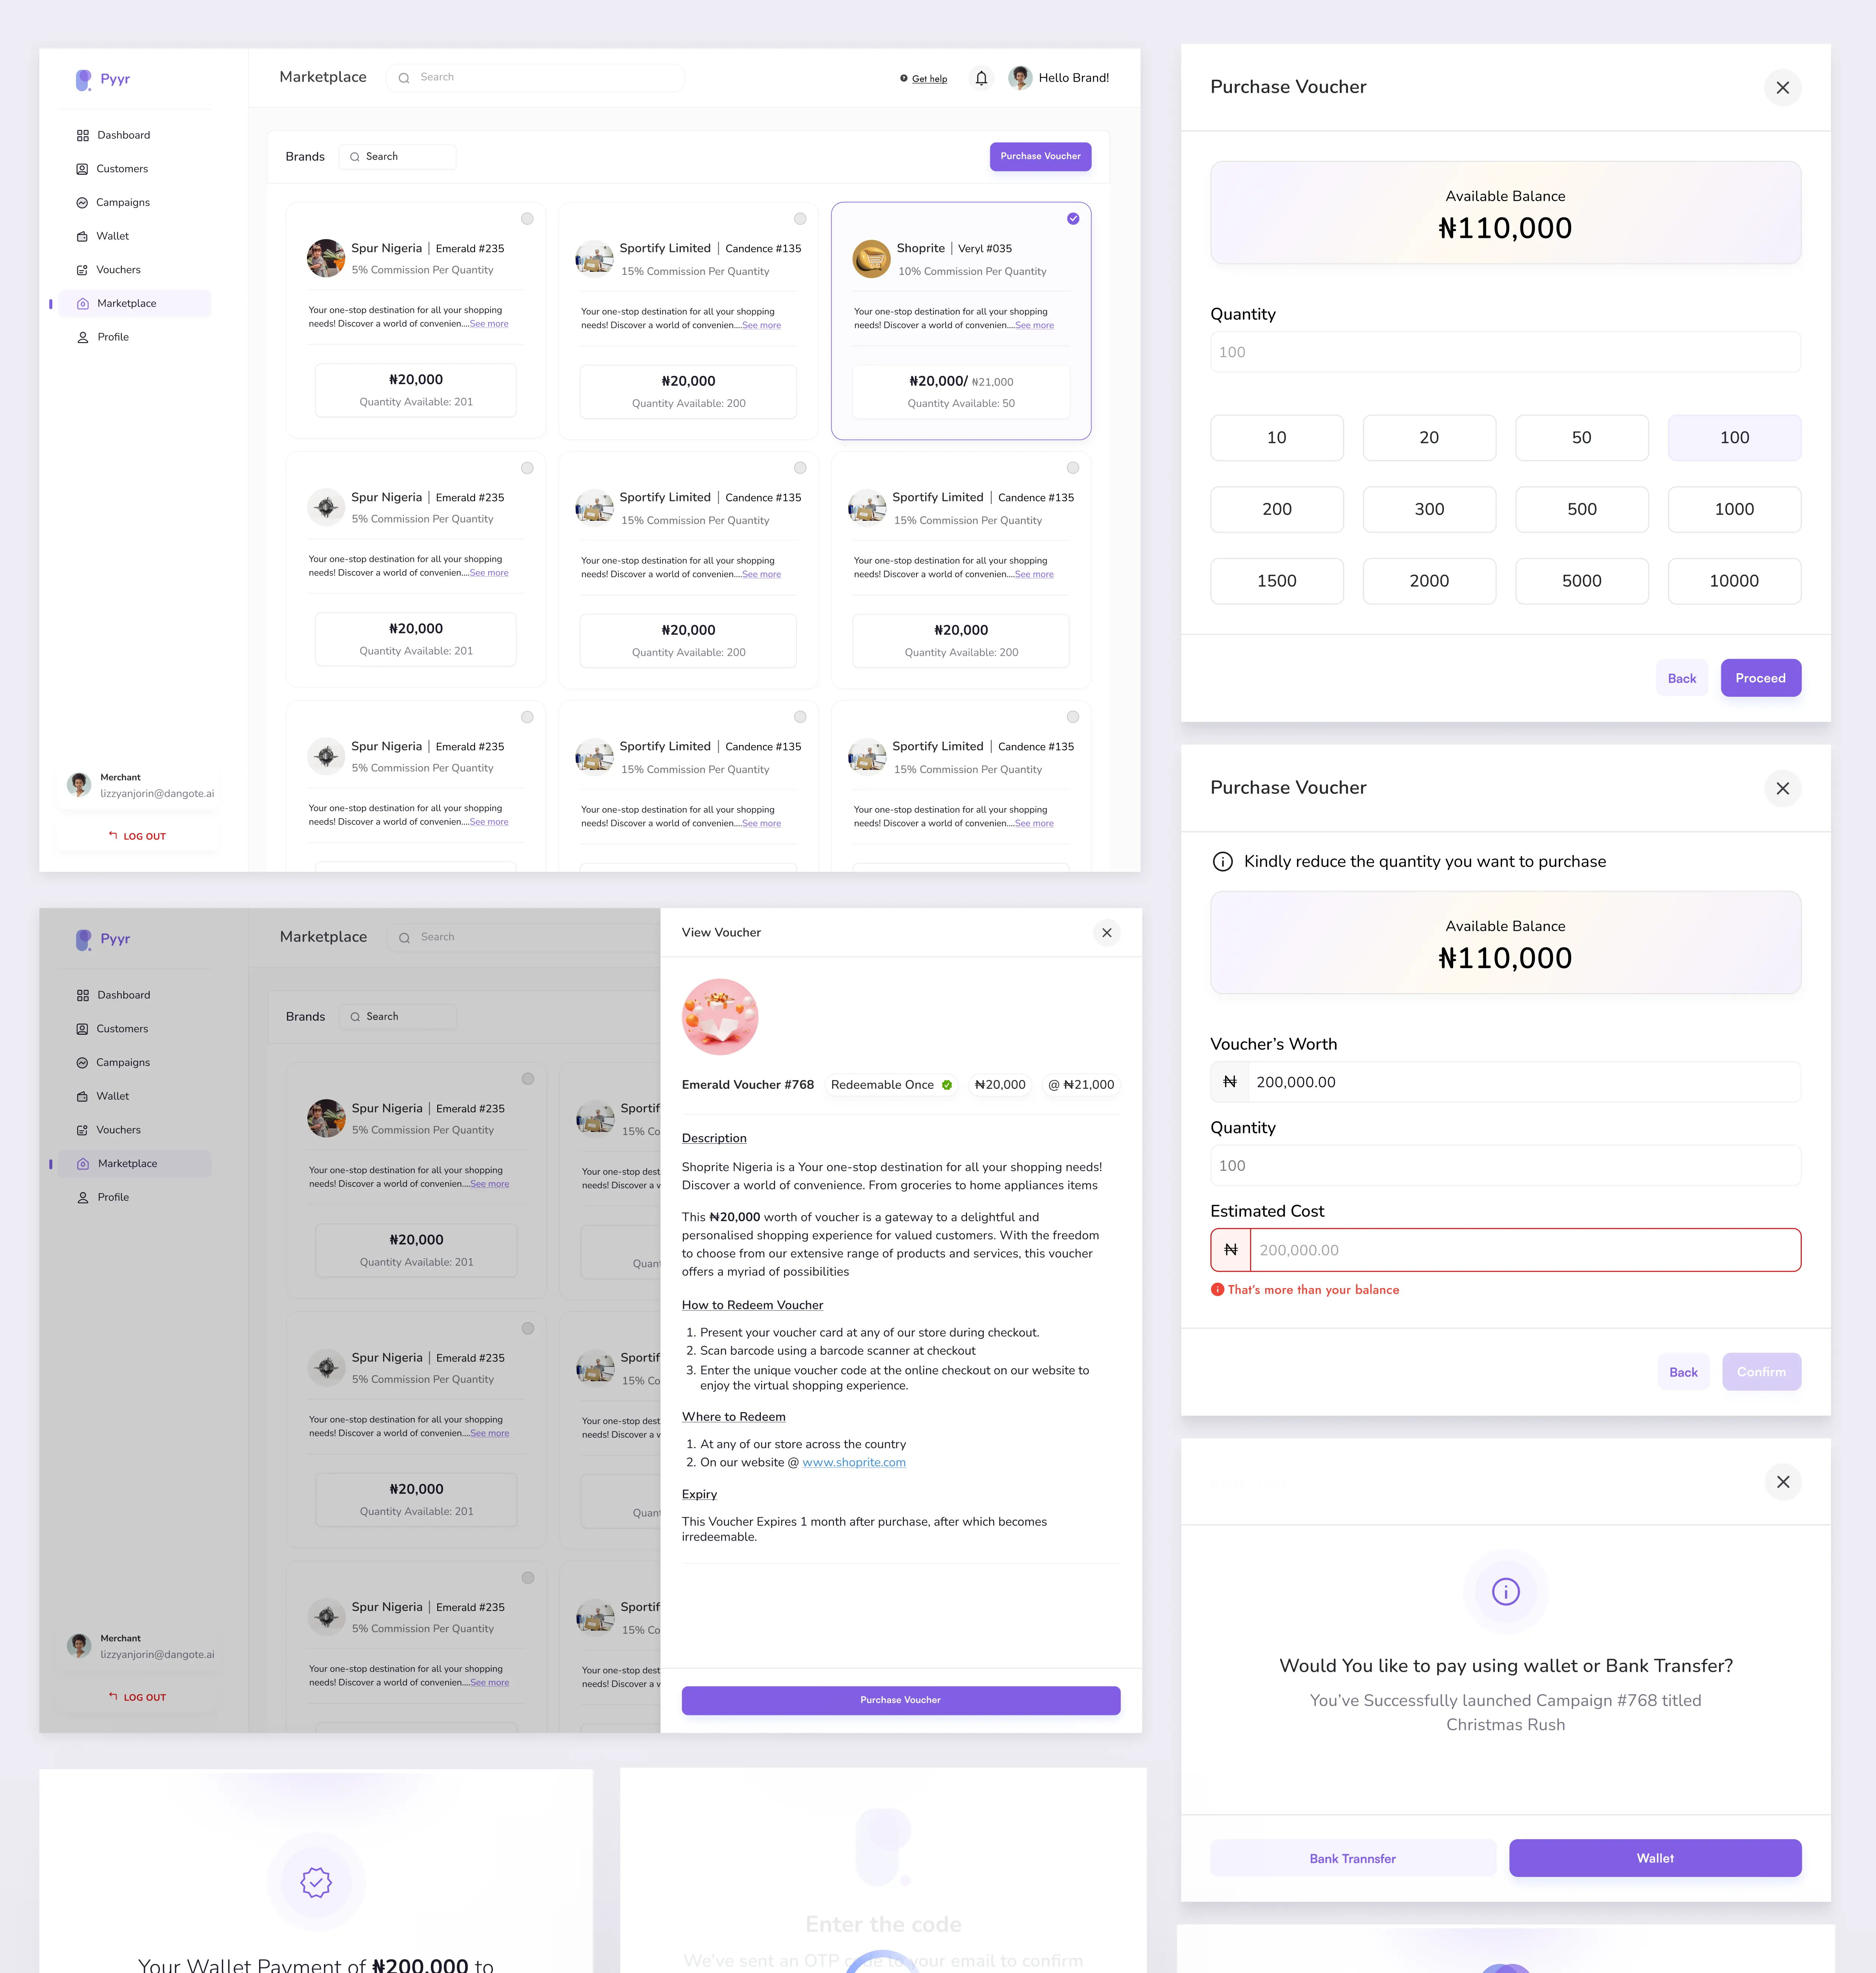 Pyyr
Dashboard
Customers
Campaigns
Wallet
Vouchers
Marketplace
Profile
Merchant
lizzyanjorin@dangote.ai
LOG OUT
Marketplace
Search
Get help
Hello Brand!
Brands
Search
Purchase Voucher
Spur Nigeria | Emerald #235
5% Commission Per Quantity
Your one-stop destination for all your shopping
needs! Discover a world of convenien....See more
₦20,000
Quantity Available: 201
Sportify Limited | Candence #135
15% Commission Per Quantity
Your one-stop destination for all your shopping
needs! Discover a world of convenien....See more
₦20,000
Quantity Available: 200
Shoprite | Veryl #035
10% Commission Per Quantity
Your one-stop destination for all your shopping
needs! Discover a world of convenien....See more
₦20,000/ ₦21,000
Quantity Available: 50
Spur Nigeria | Emerald #235
5% Commission Per Quantity
Your one-stop destination for all your shopping
needs! Discover a world of convenien....See more
₦20,000
Quantity Available: 201
Sportify Limited | Candence #135
15% Commission Per Quantity
Your one-stop destination for all your shopping
needs! Discover a world of convenien....See more
₦20,000
Quantity Available: 200
Sportify Limited | Candence #135
15% Commission Per Quantity
Your one-stop destination for all your shopping
needs! Discover a world of convenien....See more
₦20,000
Quantity Available: 200
Spur Nigeria | Emerald #235
5% Commission Per Quantity
Your one-stop destination for all your shopping
needs! Discover a world of convenien....See more
Sportify Limited | Candence #135
15% Commission Per Quantity
Your one-stop destination for all your shopping
needs! Discover a world of convenien....See more
Sportify Limited | Candence #135
15% Commission Per Quantity
Your one-stop destination for all your shopping
needs! Discover a world of convenien....See more
Purchase Voucher
Available Balance
₦110,000
Quantity
100
10 20 50 100
200 300 500 1000
1500 2000 5000 10000
Back
Proceed
Purchase Voucher
Kindly reduce the quantity you want to purchase
Available Balance
₦110,000
Voucher’s Worth
₦ 200,000.00
Quantity
100
Estimated Cost
₦ 200,000.00
That’s more than your balance
Back
Confirm
Would You like to pay using wallet or Bank Transfer?
You’ve Successfully launched Campaign #768 titled
Christmas Rush
Bank Trannsfer
Wallet
Pyyr
Dashboard
Customers
Campaigns
Wallet
Vouchers
Marketplace
Profile
Merchant
lizzyanjorin@dangote.ai
LOG OUT
Marketplace
Search
Brands
Search
Spur Nigeria | Emerald #235
5% Commission Per Quantity
Your one-stop destination for all your shopping
needs! Discover a world of convenien....See more
₦20,000
Quantity Available: 201
Sportif
15% Co
Your one-stop dest
needs! Discover a w
Quan
Spur Nigeria | Emerald #235
5% Commission Per Quantity
Your one-stop destination for all your shopping
needs! Discover a world of convenien....See more
₦20,000
Quantity Available: 201
Sportif
15% Co
Your one-stop dest
needs! Discover a w
Quan
Spur Nigeria | Emerald #235
5% Commission Per Quantity
Your one-stop destination for all your shopping
needs! Discover a world of convenien....See more
Sportif
15% Co
Your one-stop dest
needs! Discover a w
View Voucher
Emerald Voucher #768 Redeemable Once ₦20,000 @ ₦21,000
Description
Shoprite Nigeria is a Your one-stop destination for all your shopping needs!
Discover a world of convenience. From groceries to home appliances items
This ₦20,000 worth of voucher is a gateway to a delightful and
personalised shopping experience for valued customers. With the freedom
to choose from our extensive range of products and services, this voucher
offers a myriad of possibilities
How to Redeem Voucher
1. Present your voucher card at any of our store during checkout.
2. Scan barcode using a barcode scanner at checkout
3. Enter the unique voucher code at the online checkout on our website to
enjoy the virtual shopping experience.
Where to Redeem
1. At any of our store across the country
2. On our website @ www.shoprite.com
Expiry
This Voucher Expires 1 month after purchase, after which becomes
irredeemable.
Purchase Voucher
Your Wallet Payment of ₦200,000 to
Enter the code
We’ve sent an OTP code to your email to confirm